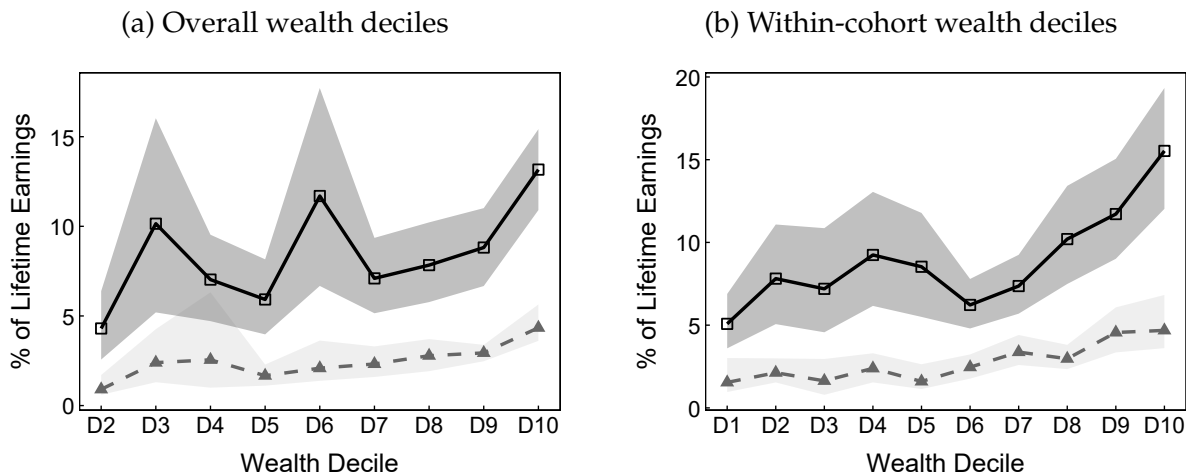 (a) Overall wealth deciles
% of Lifetime Earnings
15
10
5
0
D2 D3 D4 D5 D6 D7 D8 D9 D10
Wealth Decile
(b) Within-cohort wealth deciles
% of Lifetime Earnings
20
15
10
5
0
D1 D2 D3 D4 D5 D6 D7 D8 D9 D10
Wealth Decile